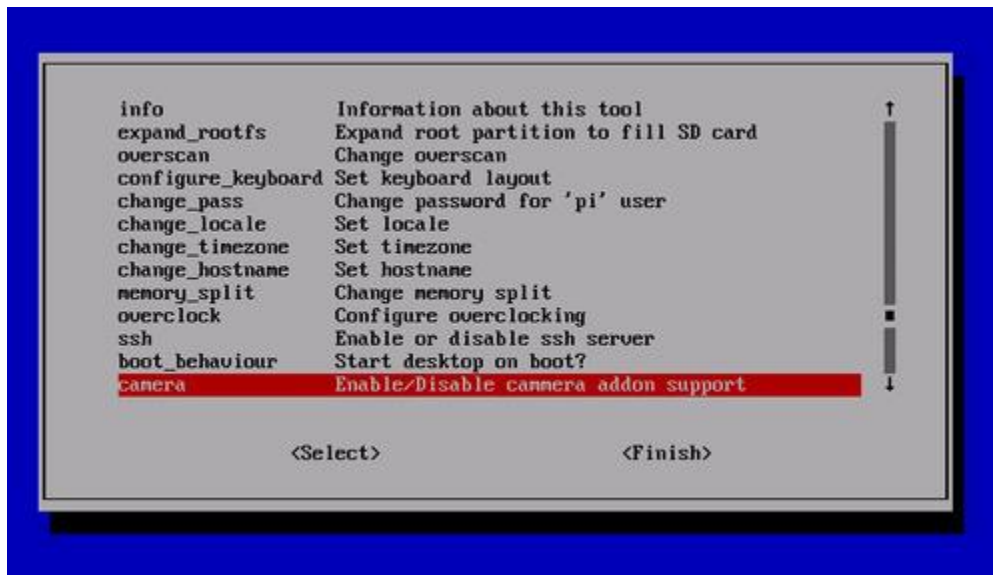 info Information about this tool
expand_rootfs Expand root partition to fill SD card
overscan Change overscan
configure_keyboard Set keyboard layout
change_pass Change password for 'pi' user
change_locale Set locale
change_timezone Set timezone
change_hostname Set hostname
memory_split Change memory split
overclock Configure overclocking
ssh Enable or disable ssh server
boot_behaviour Start desktop on boot?
camera Enable/Disable cammera addon support
<Select> <Finish>